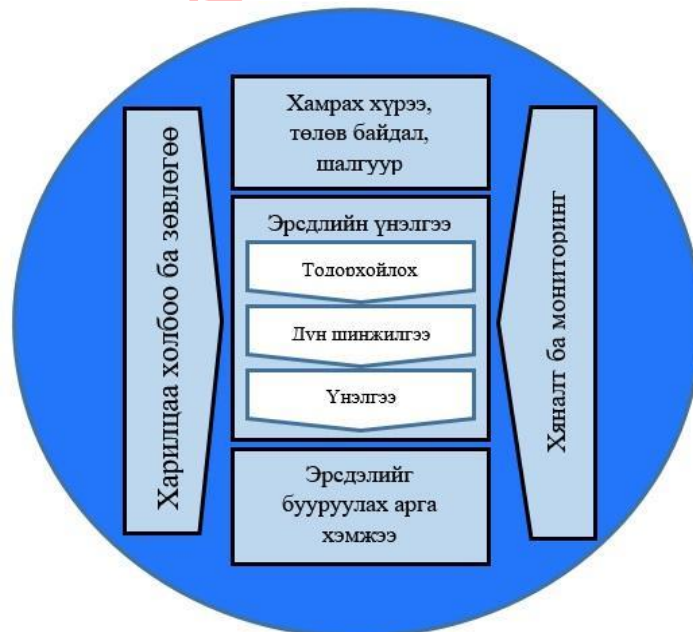 Хамрах хүрээ,
төлөв байдал,
шалгуур
Харилцаа холбоо ба зөвлөгөө
Эрсдлийн үнэлгээ
Тодорхойлох
Дүн шинжилгээ
Үнэлгээ
Хяналт ба мониторинг
Эрсдэлийг
бууруулах арга
хэмжээ